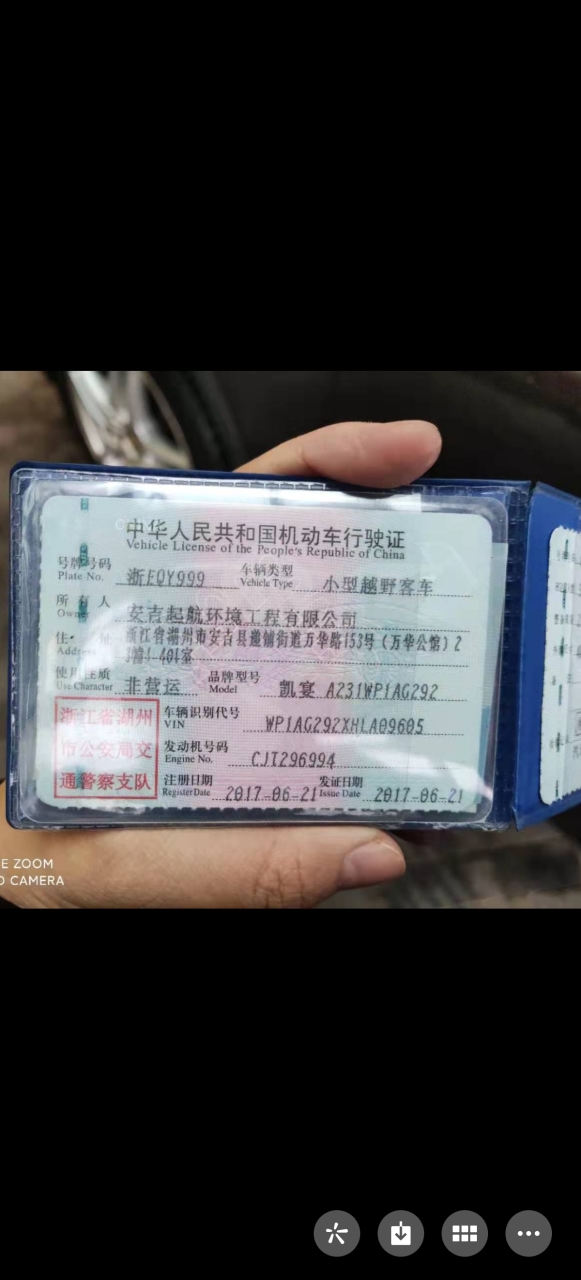 中华人民共和国机动车行驶证
Vehicle License of the People's Republic of China
号牌号码 浙EQY999 车辆类型 小型越野客车
Plate No. Vehicle Type
所有人 安吉起航环境工程有限公司
Owner
住址 浙江省湖州市安吉县递铺街道万华路153号（万华公馆）2
Address 401室
使用性质 非营运 品牌型号 凯宴 A231WP1AG292
Use Character Model
浙江省湖州
市公安局交
通警察支队
车辆识别代号 WP1AG292XHLA09605
VIN
发动机号码 CJT296994
Engine No.
注册日期 2017-06-21 发证日期 2017-06-21
Register Date Issue Date
E ZOOM
CAMERA